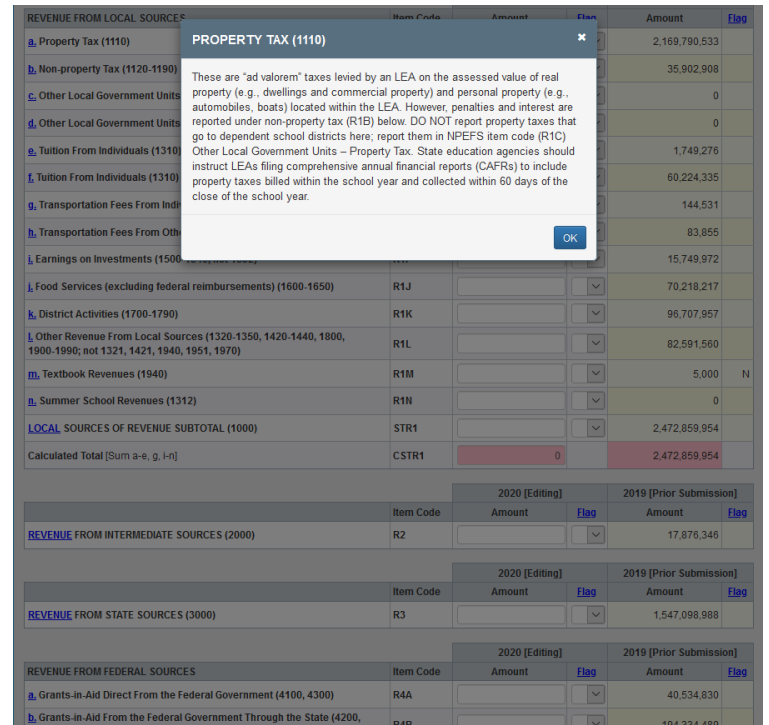 REVENUE FROM LOCAL SOURCES Item Code Amount Flag Amount Flag
PROPERTY TAX (1110) ×
a. Property Tax (1110) 2,169,790,533
b. Non-property Tax (1120-1190) 35,902,908
c. Other Local Government Units 0
d. Other Local Government Units 0
e. Tuition From Individuals (1310) 1,749,276
f. Tuition From Individuals (1310) 60,224,335
g. Transportation Fees From Indi 144,531
h. Transportation Fees From Oth 83,855
These are “ad valorem” taxes levied by an LEA on the assessed value of real
property (e.g., dwellings and commercial property) and personal property (e.g.,
automobiles, boats) located within the LEA. However, penalties and interest are
reported under non-property tax (R1B) below. DO NOT report property taxes that
go to dependent school districts here; report them in NPEFS item code (R1C)
Other Local Government Units – Property Tax. State education agencies should
instruct LEAs filing comprehensive annual financial reports (CAFRs) to include
property taxes billed within the school year and collected within 60 days of the
close of the school year.
OK
i. Earnings on Investments (1500 15,749,972
j. Food Services (excluding federal reimbursements) (1600-1650) R1J 70,218,217
k. District Activities (1700-1790) R1K 96,707,957
l. Other Revenue From Local Sources (1320-1350, 1420-1440, 1800,
1900-1990; not 1321, 1421, 1940, 1951, 1970) R1L 82,591,560
m. Textbook Revenues (1940) R1M 5,000 N
n. Summer School Revenues (1312) R1N 0
LOCAL SOURCES OF REVENUE SUBTOTAL (1000) STR1 2,472,859,954
Calculated Total [Sum a-e, g, i-n] CSTR1 0 2,472,859,954
2020 [Editing] 2019 [Prior Submission]
Item Code Amount Flag Amount Flag
REVENUE FROM INTERMEDIATE SOURCES (2000) R2 17,876,346
2020 [Editing] 2019 [Prior Submission]
Item Code Amount Flag Amount Flag
REVENUE FROM STATE SOURCES (3000) R3 1,547,098,988
2020 [Editing] 2019 [Prior Submission]
REVENUE FROM FEDERAL SOURCES Item Code Amount Flag Amount Flag
a. Grants-in-Aid Direct From the Federal Government (4100, 4300) R4A 40,534,830
b. Grants-in-Aid From the Federal Government Through the State (4200, R4B